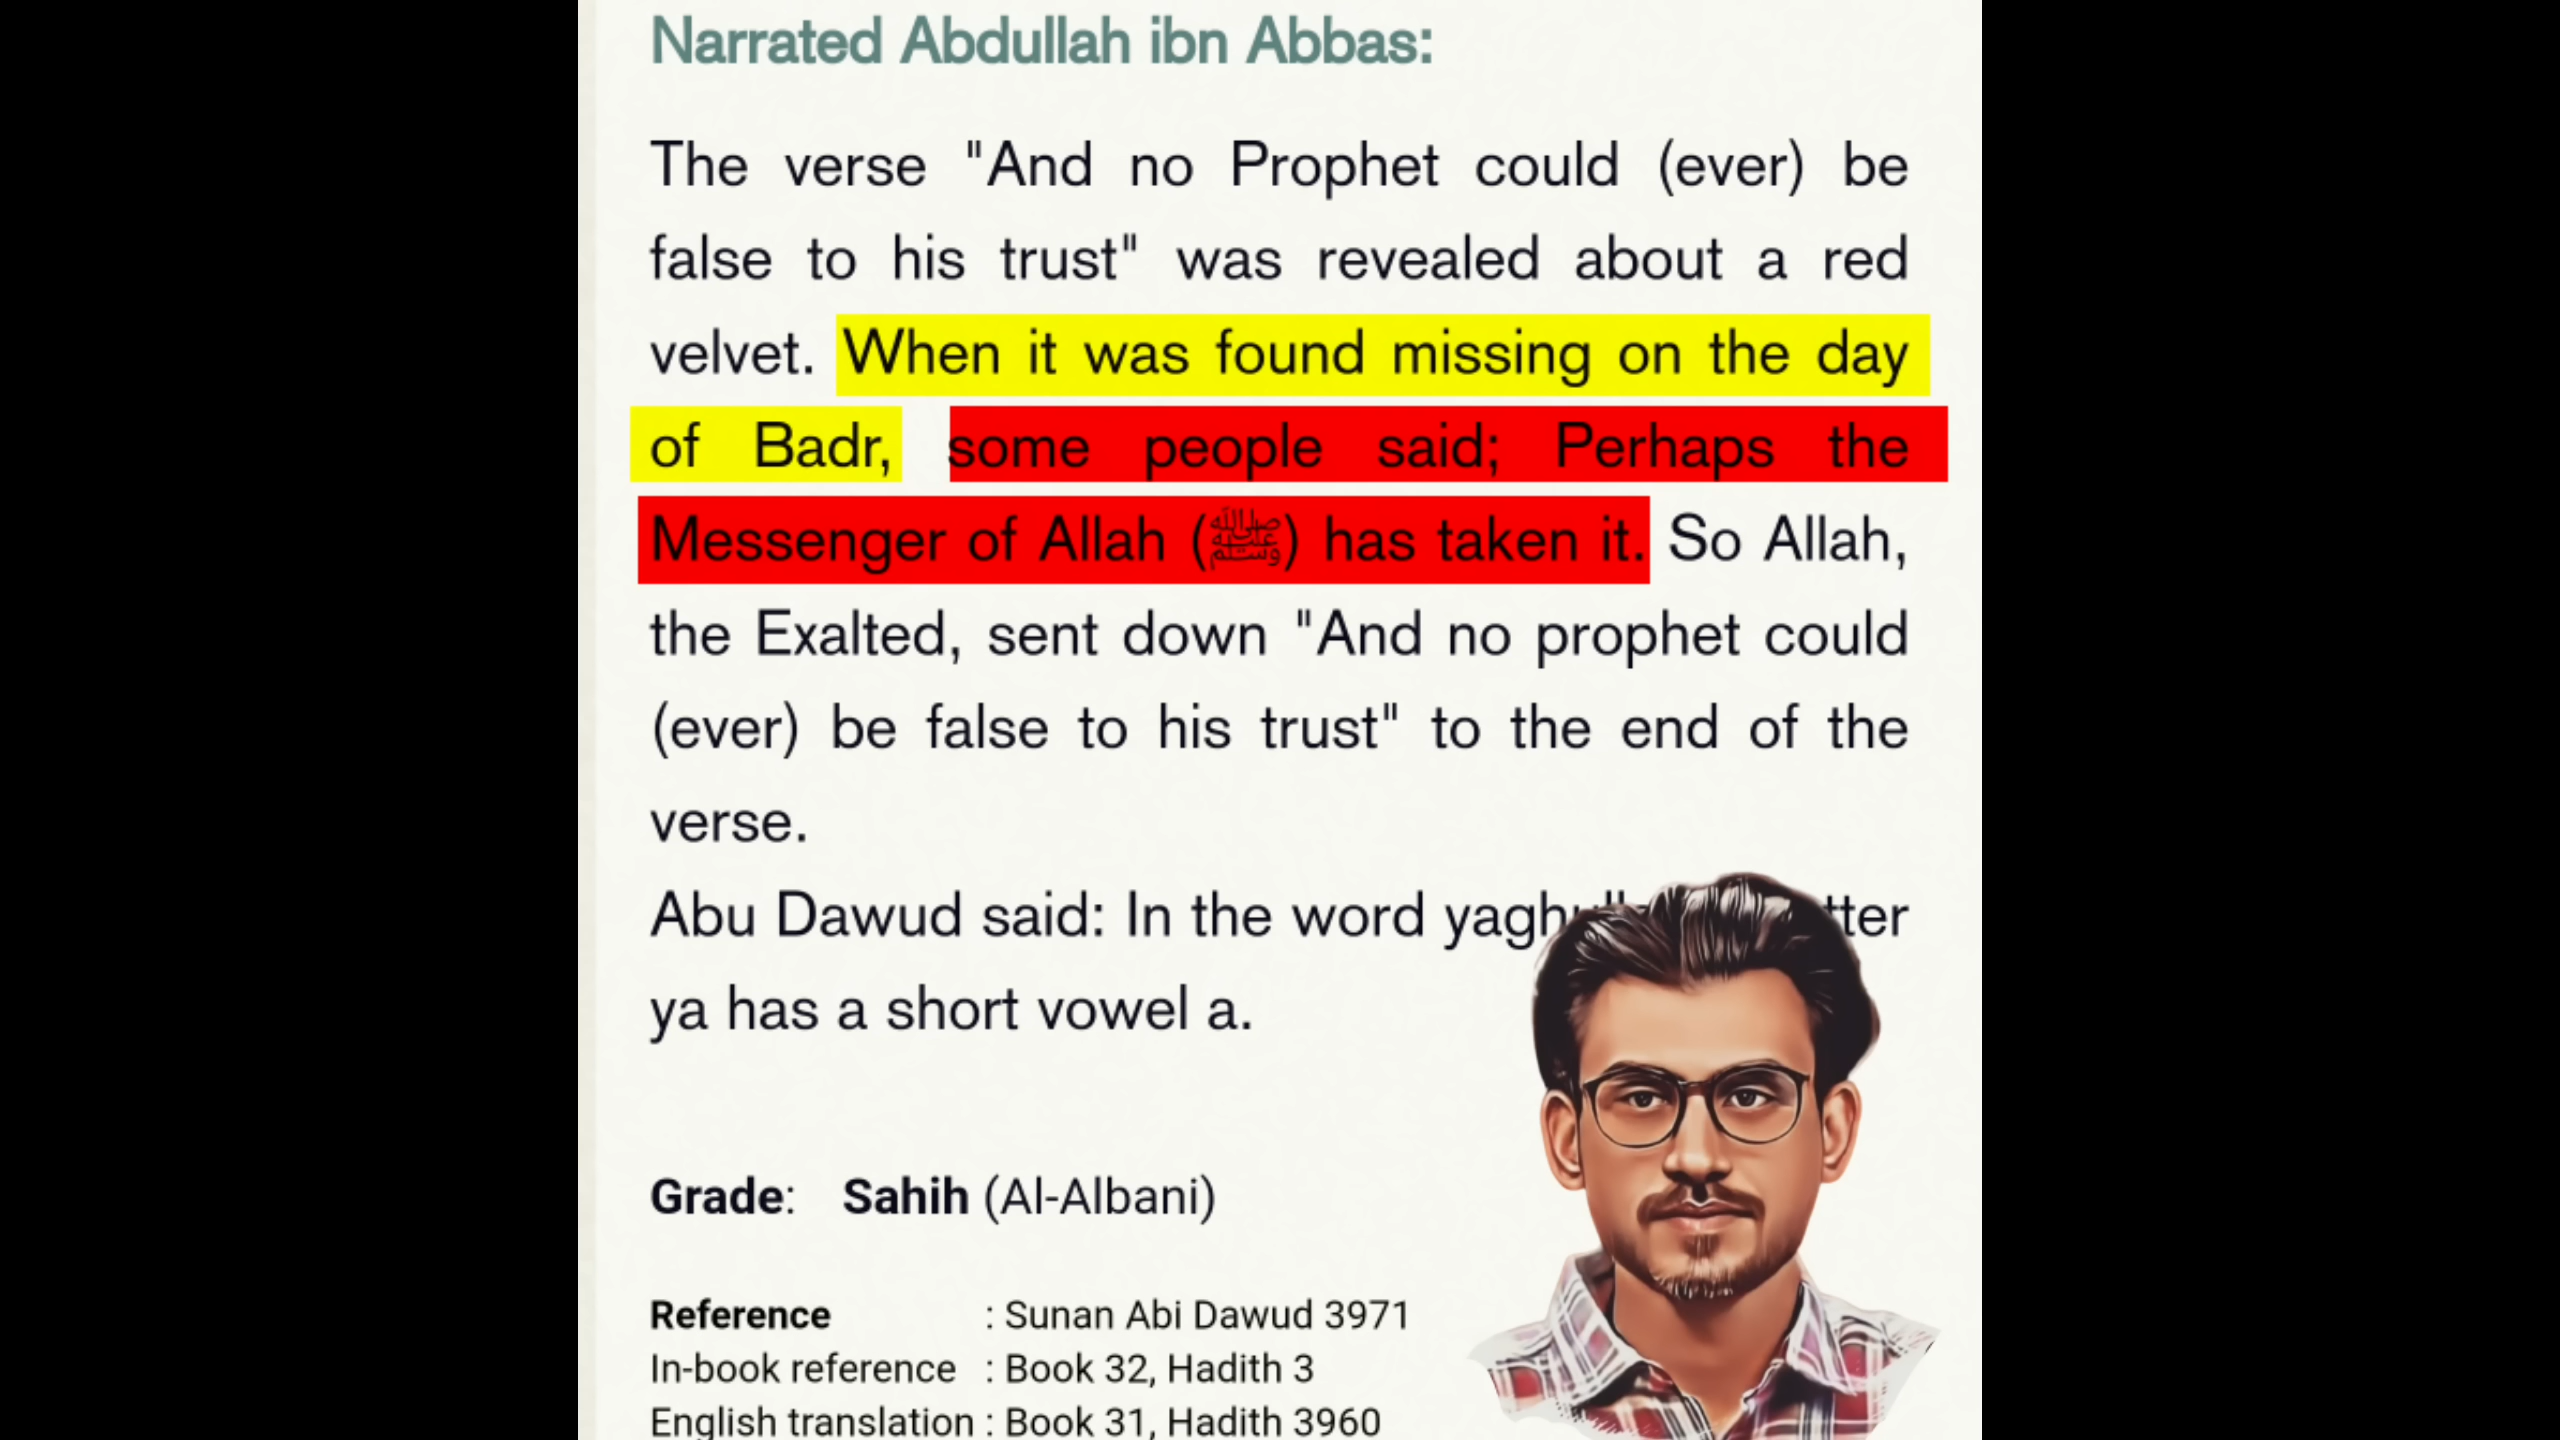 Narrated Abdullah ibn Abbas:
The verse "And no Prophet could (ever) be
false to his trust" was revealed about a red
velvet. When it was found missing on the day
of Badr, some people said; Perhaps the
Messenger of Allah (ﷺ) has taken it. So Allah,
the Exalted, sent down "And no prophet could
(ever) be false to his trust" to the end of the
verse.
Abu Dawud said: In the word
ya has a short vowel a.
Grade: Sahih (Al-Albani)
Reference : Sunan Abi Dawud 3971
In-book reference : Book 32, Hadith 3
English translation : Book 31, Hadith 3960